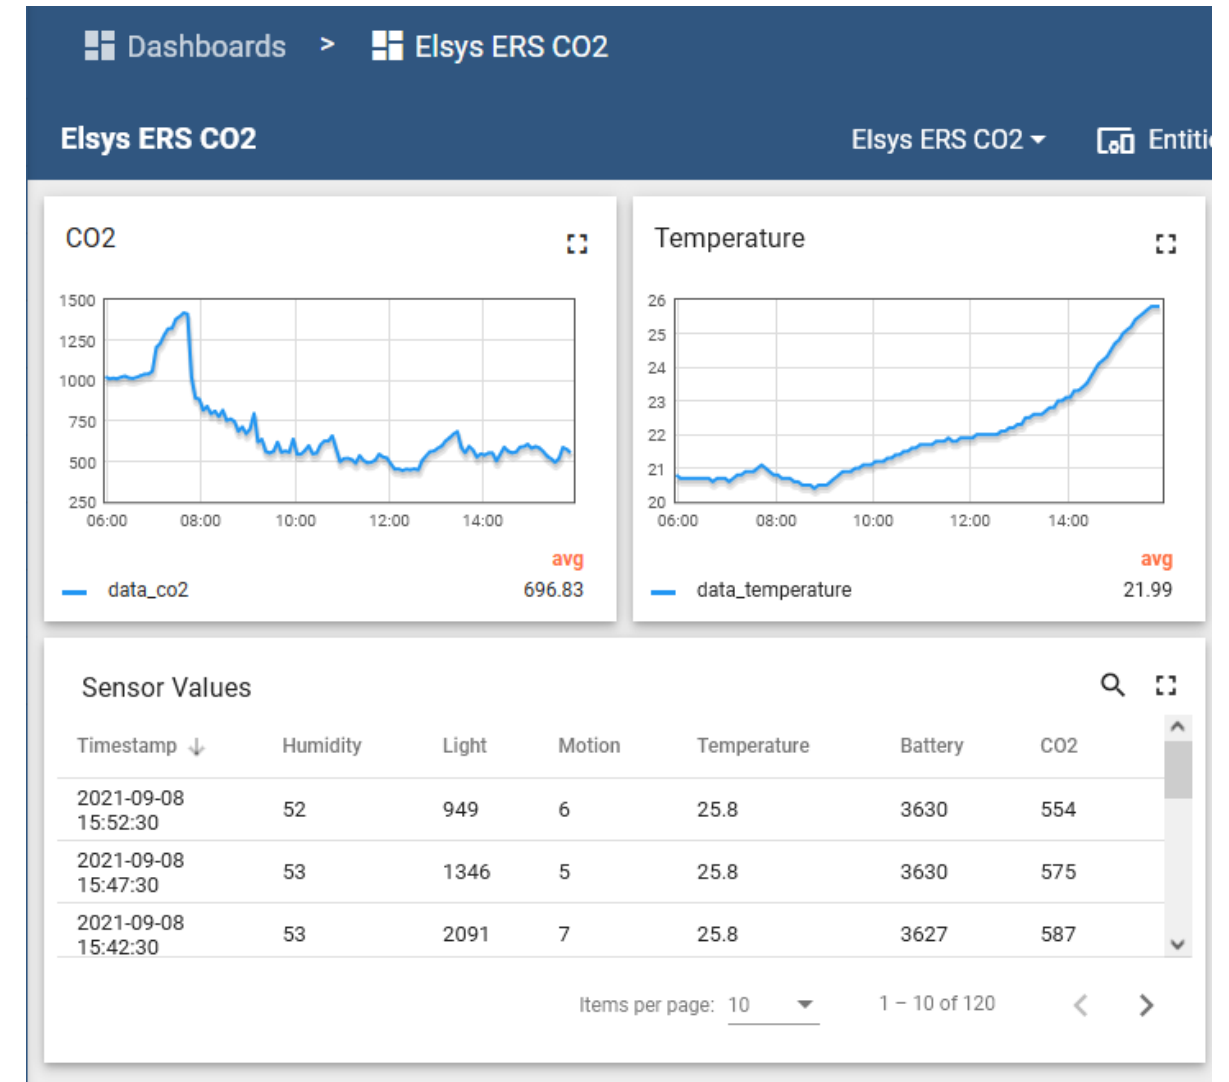 Dashboards > Elsys ERS CO2
Elsys ERS CO2 Elsys ERS CO2 Entitie
CO2
1500
1250
1000
750
500
250
06:00 08:00 10:00 12:00 14:00
avg
data_co2 696.83
Temperature
26
25
24
23
22
21
20
06:00 08:00 10:00 12:00 14:00
avg
data_temperature 21.99
Sensor Values
Timestamp Humidity Light Motion Temperature Battery CO2
2021-09-08
15:52:30 52 949 6 25.8 3630 554
2021-09-08
15:47:30 53 1346 5 25.8 3630 575
2021-09-08
15:42:30 53 2091 7 25.8 3627 587
Items per page: 10 1 – 10 of 120